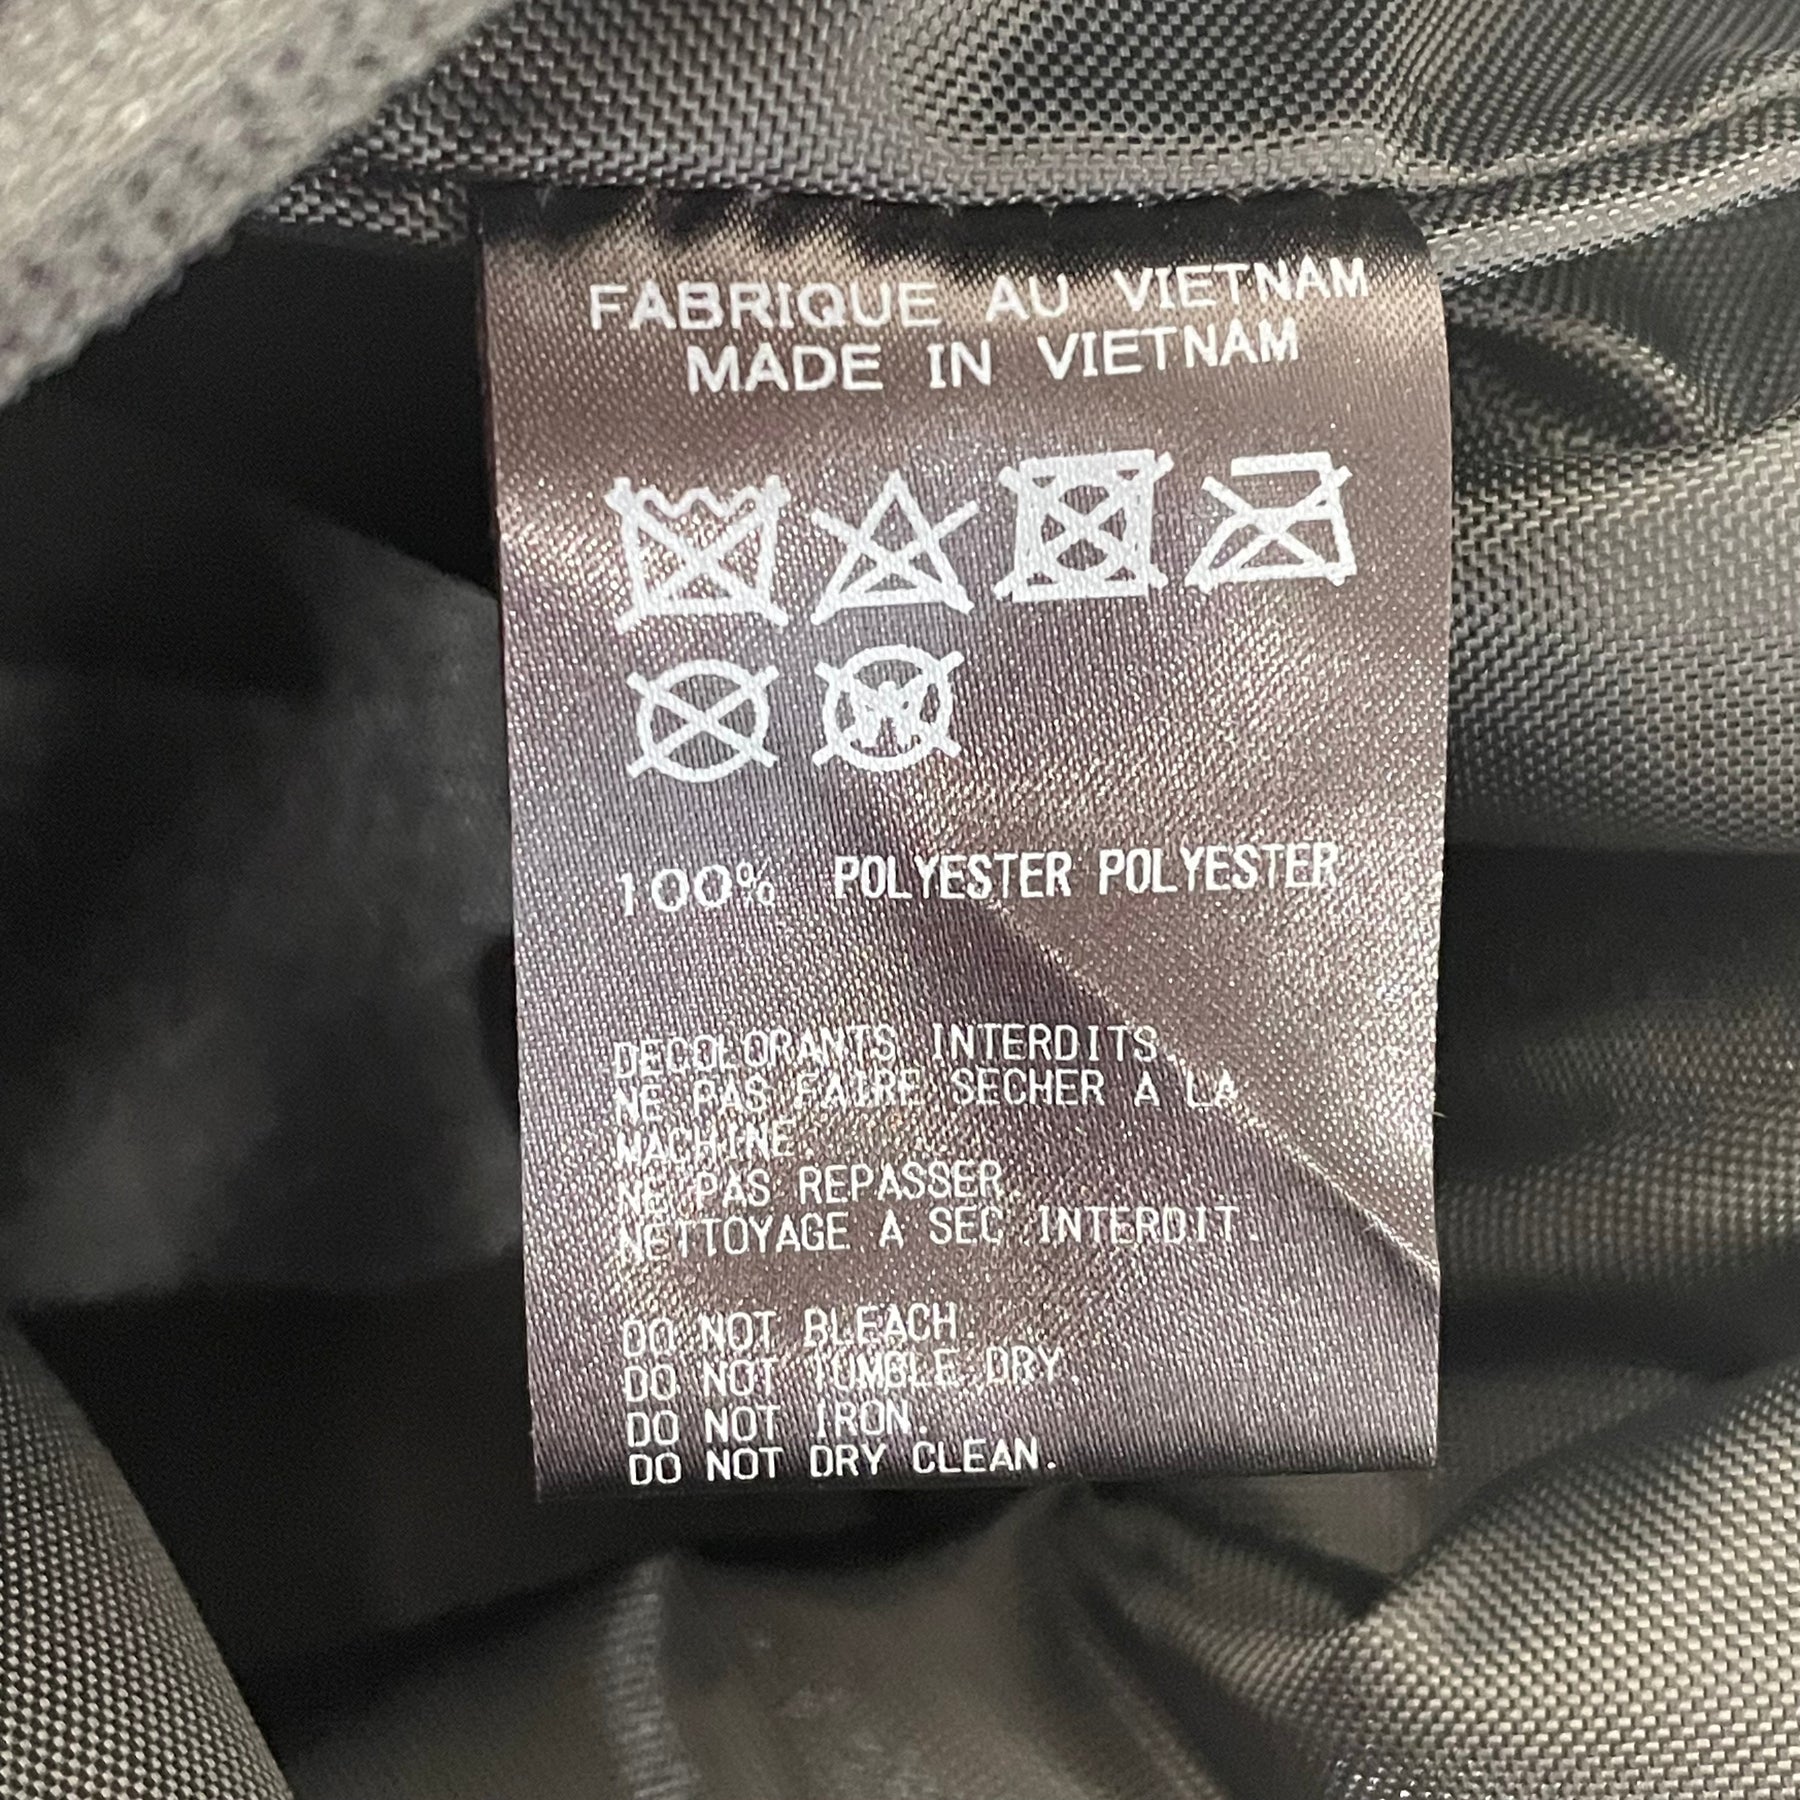 FABRIQUE AU VIETNAM
MADE IN VIETNAM
100% POLYESTER POLYESTER
DECOLORANTS INTERDITS.
NE PAS FAIRE SECHER A LA
MACHINE.
NE PAS REPASSER.
NETTOYAGE A SEC INTERDIT.
DO NOT BLEACH.
DO NOT TUMBLE DRY.
DO NOT IRON.
DO NOT DRY CLEAN.